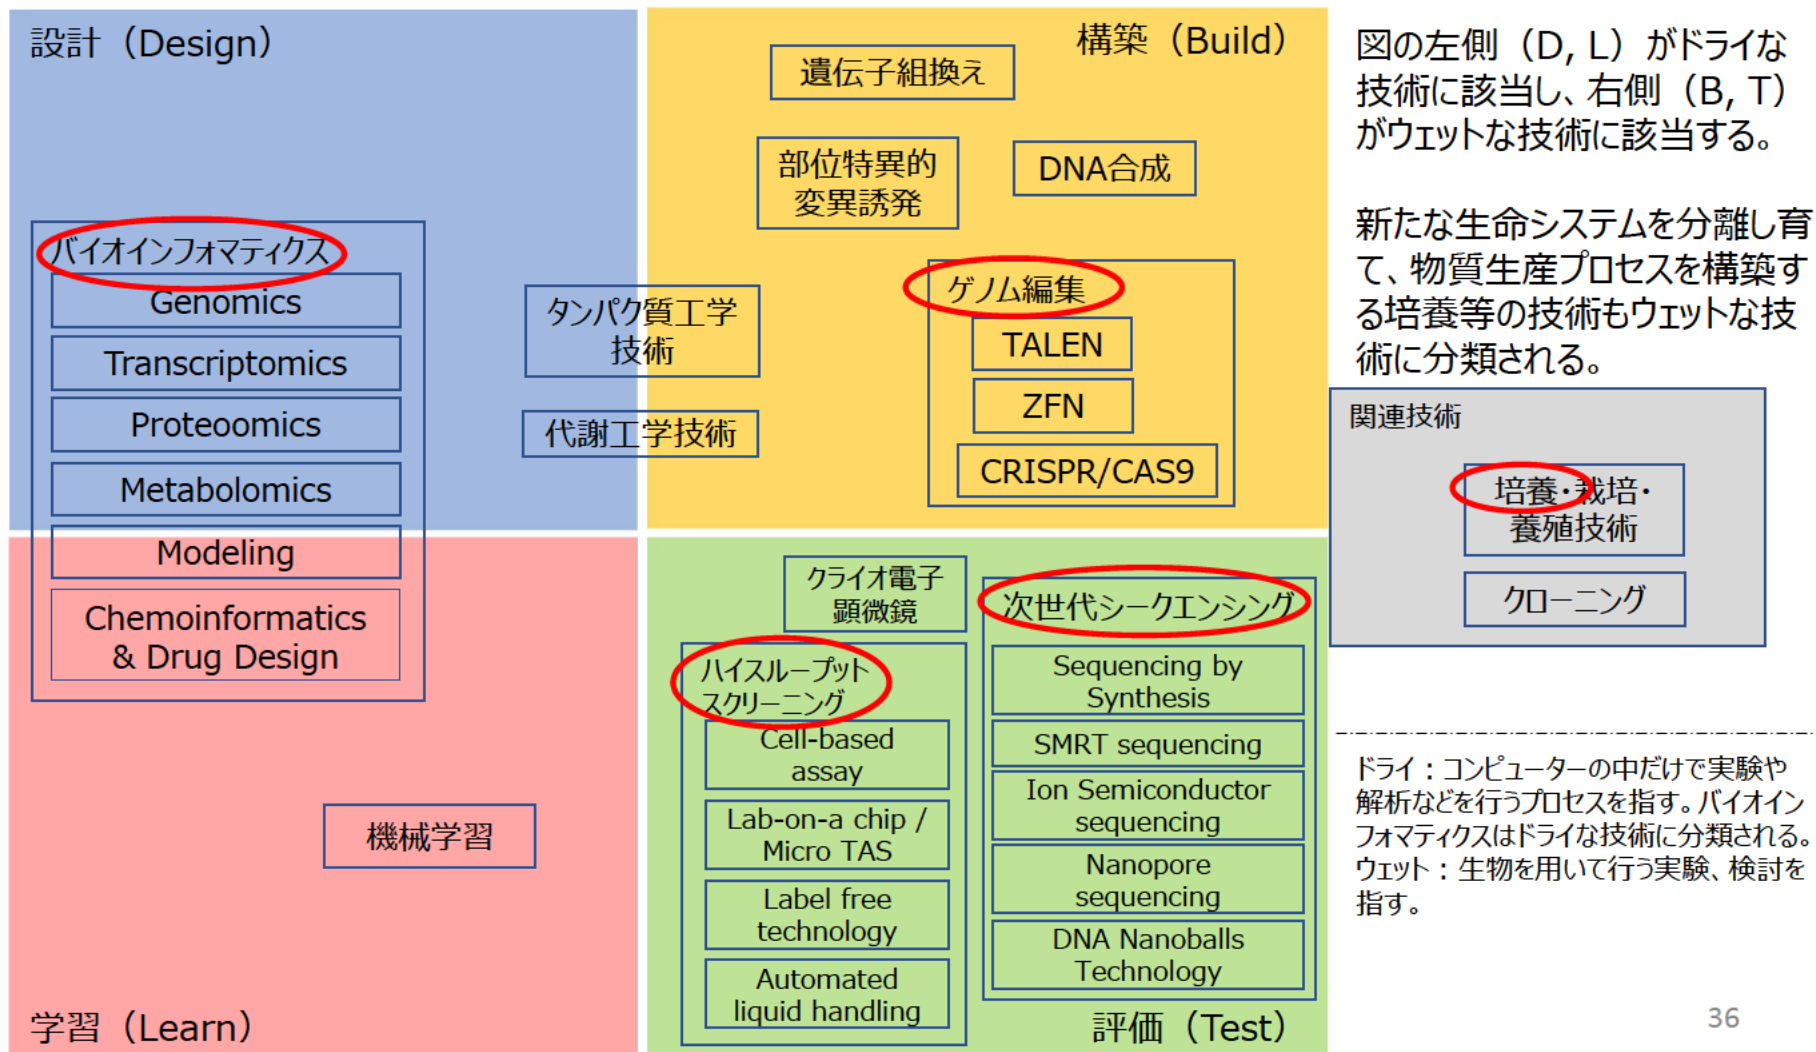 設計（Design）
バイオインフォマティクス
Genomics
Transcriptomics
Proteoomics
Metabolomics
Modeling
Chemoinformatics
& Drug Design
タンパク質工学
技術
代謝工学技術
構築（Build）
遺伝子組換え
部位特異的
変異誘発
DNA合成
ゲノム編集
TALEN
ZFN
CRISPR/CAS9
機械学習
学習（Learn）
クライオ電子
顕微鏡
ハイスループット
スクリーニング
Cell-based
assay
Lab-on-a chip /
Micro TAS
Label free
technology
Automated
liquid handling
次世代シークエンシング
Sequencing by
Synthesis
SMRT sequencing
Ion Semiconductor
sequencing
Nanopore
sequencing
DNA Nanoballs
Technology
評価（Test）
図の左側（D, L）がドライな
技術に該当し、右側（B, T）
がウェットな技術に該当する。
新たな生命システムを分離し育
て、物質生産プロセスを構築す
る培養等の技術もウェットな技
術に分類される。
関連技術
培養・栽培・
養殖技術
クローニング
ドライ：コンピューターの中だけで実験や
解析などを行うプロセスを指す。バイオイン
フォマティクスはドライな技術に分類される。
ウェット：生物を用いて行う実験、検討を
指す。
36